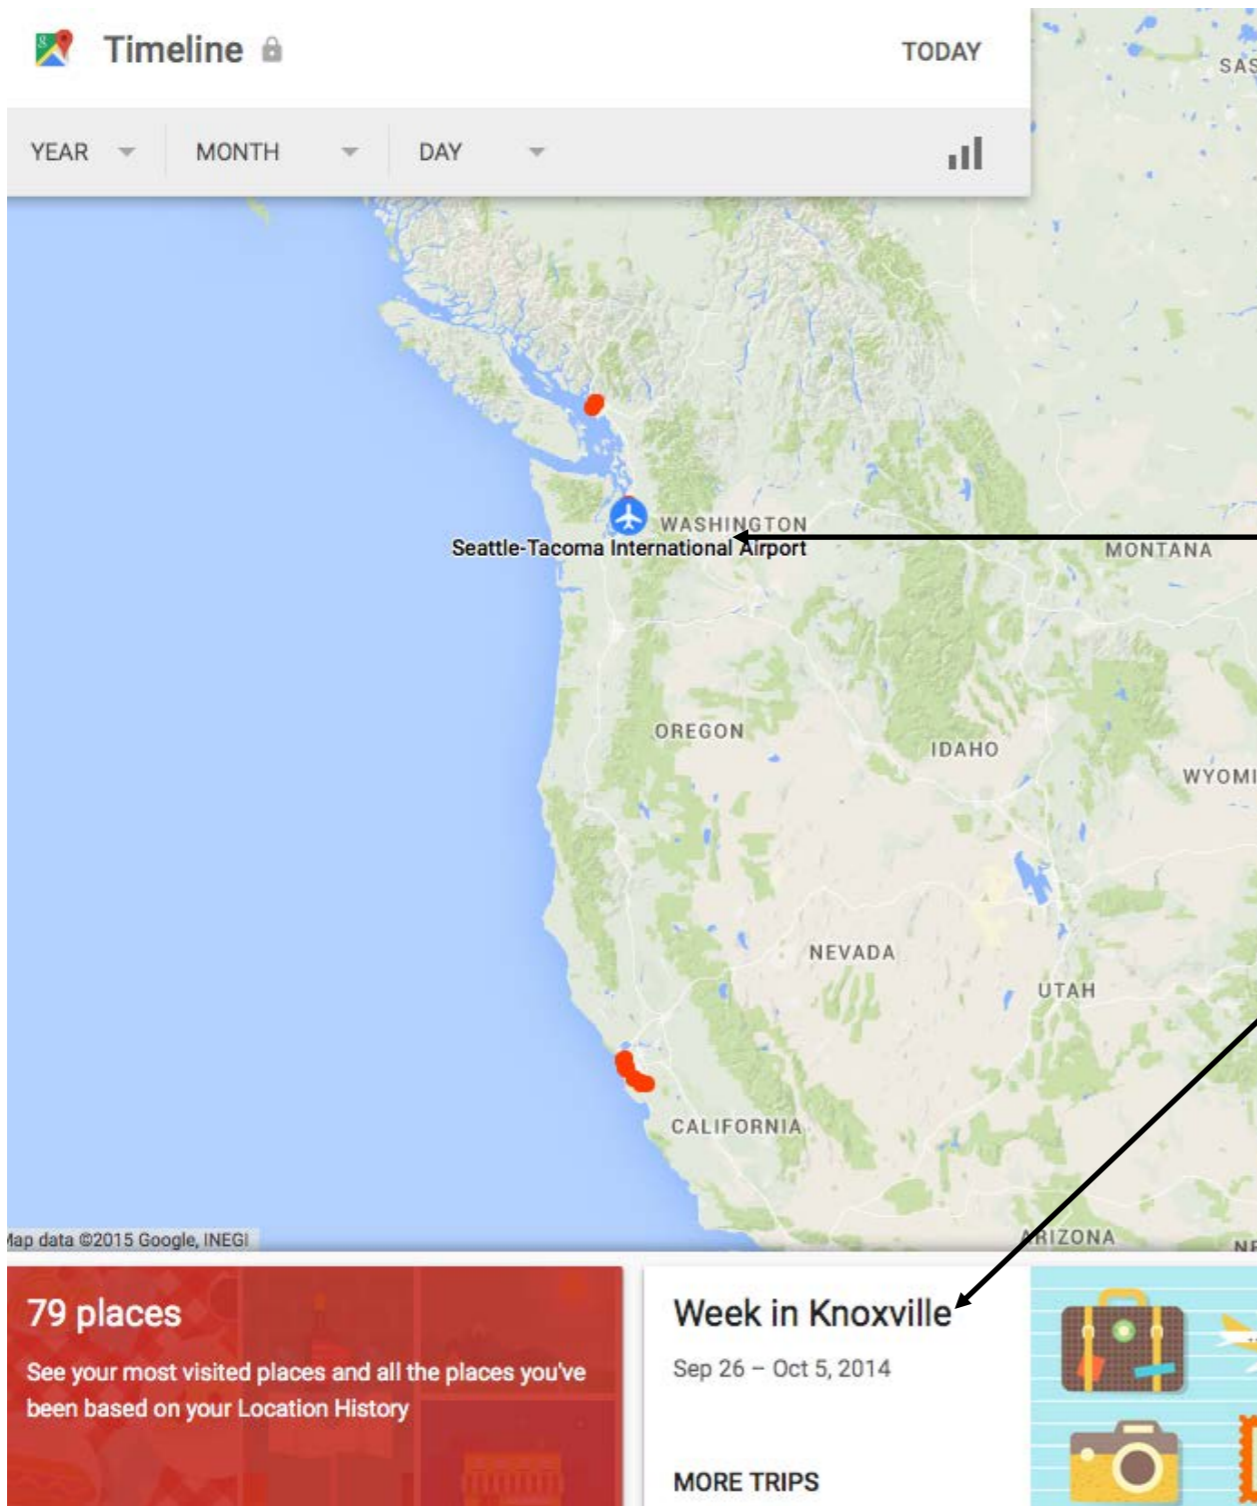 Timeline
TODAY
YEAR MONTH DAY
WASHINGTON
Seattle-Tacoma International Airport
MONTANA
OREGON
IDAHO
WYOMI
NEVADA
UTAH
CALIFORNIA
ARIZONA
Map data ©2015 Google, INEGI
79 places
See your most visited places and all the places you've
been based on your Location History
Week in Knoxville
Sep 26 – Oct 5, 2014
MORE TRIPS